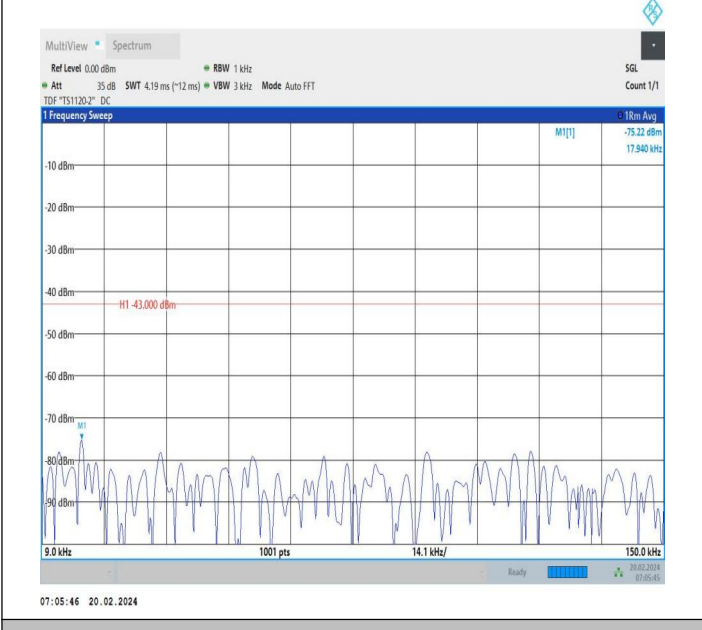 MultiView Spectrum
Ref Level 0.00 dBm RBW 1 kHz SGL
Att 35 dB SWT 4.19 ms (~12 ms) VBW 3 kHz Mode Auto FFT Count 1/1
TDF "TS1120-2" DC
1 Frequency Sweep 1Rm Avg
M1[1] -75.22 dBm
17.940 kHz
-10 dBm
-20 dBm
-30 dBm
-40 dBm
H1 -43.000 dBm
-50 dBm
-60 dBm
-70 dBm
M1
-80 dBm
-90 dBm
9.0 kHz 1001 pts 14.1 kHz/ 150.0 kHz
Ready 20.02.2024
07:05:45
07:05:46 20.02.2024